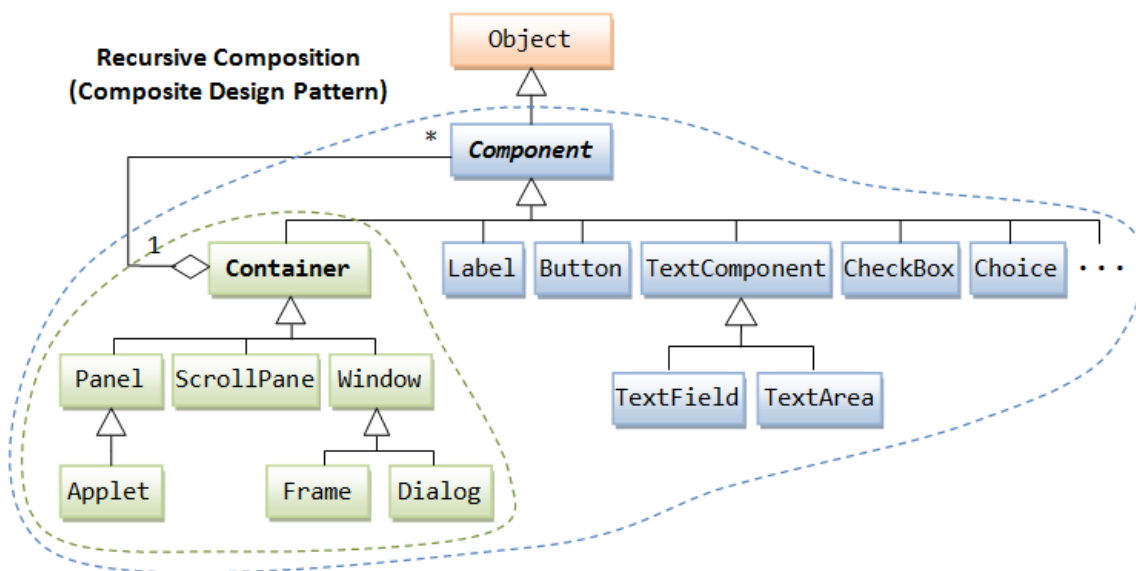 Object
Recursive Composition
(Composite Design Pattern)
*
Component
1
Container
Label
Button
TextComponent
CheckBox
Choice
...
Panel
ScrollPane
Window
TextField
TextArea
Applet
Frame
Dialog